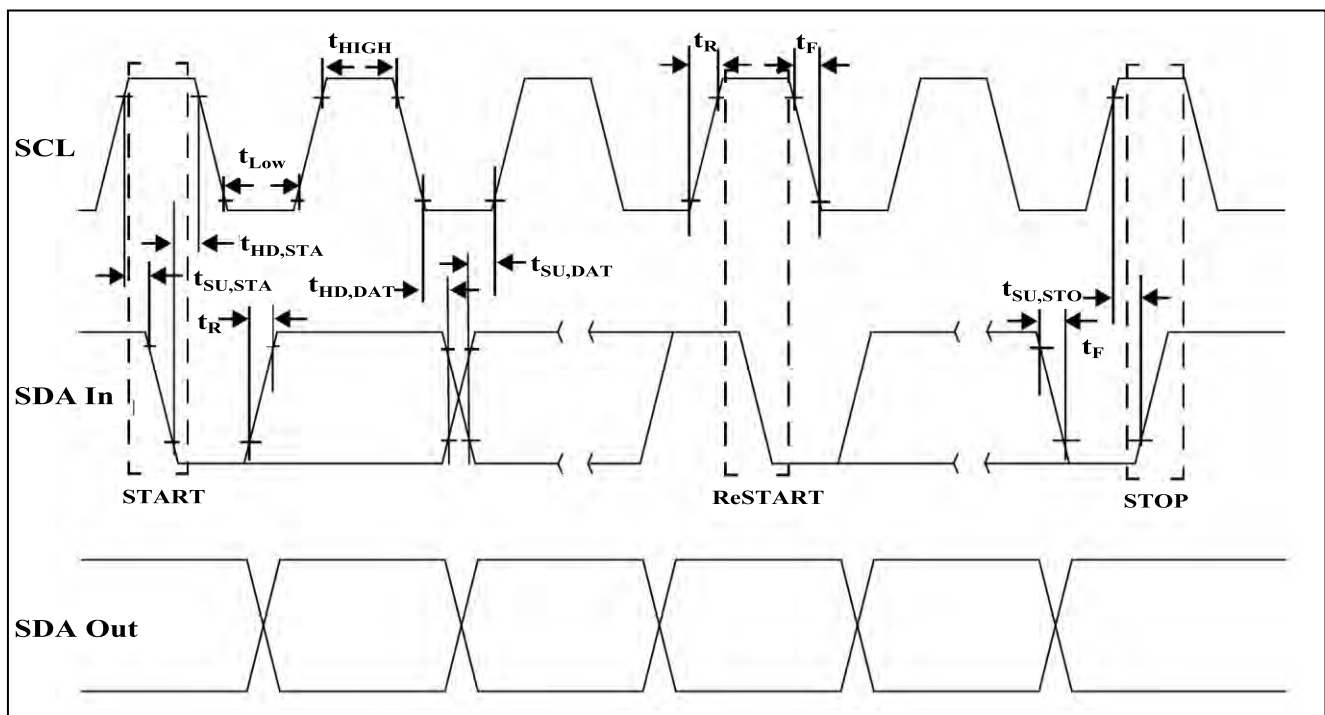 tHIGH
tR
tF
SCL
tLow
tHD,STA
tSU,STA
tHD,DAT
tSU,DAT
tSU,STO
tR
tF
SDA In
START
ReSTART
STOP
SDA Out